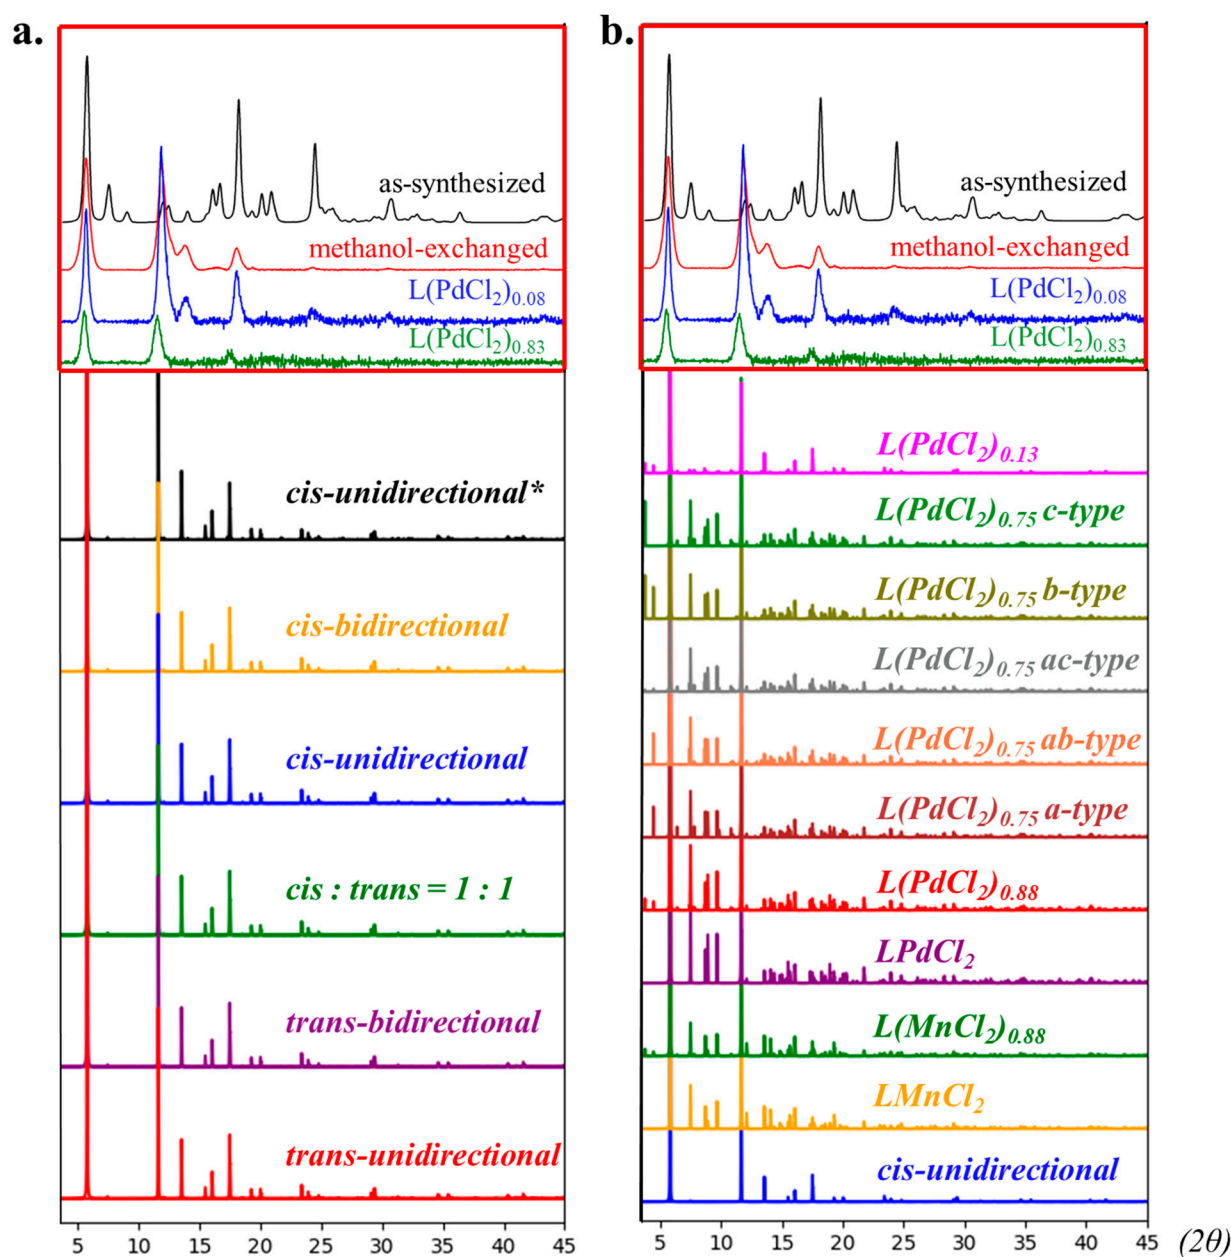 a.
as-synthesized
methanol-exchanged
L(PdCl₂)₀.₀₈
L(PdCl₂)₀.₈₃
cis-unidirectional*
cis-bidirectional
cis-unidirectional
cis : trans = 1 : 1
trans-bidirectional
trans-unidirectional
5 10 15 20 25 30 35 40 45
b.
as-synthesized
methanol-exchanged
L(PdCl₂)₀.₀₈
L(PdCl₂)₀.₈₃
L(PdCl₂)₀.₁₃
L(PdCl₂)₀.₇₅ c-type
L(PdCl₂)₀.₇₅ b-type
L(PdCl₂)₀.₇₅ ac-type
L(PdCl₂)₀.₇₅ ab-type
L(PdCl₂)₀.₇₅ a-type
L(PdCl₂)₀.₈₈
LPdCl₂
L(MnCl₂)₀.₈₈
LMnCl₂
cis-unidirectional
5 10 15 20 25 30 35 40 45
(2θ)